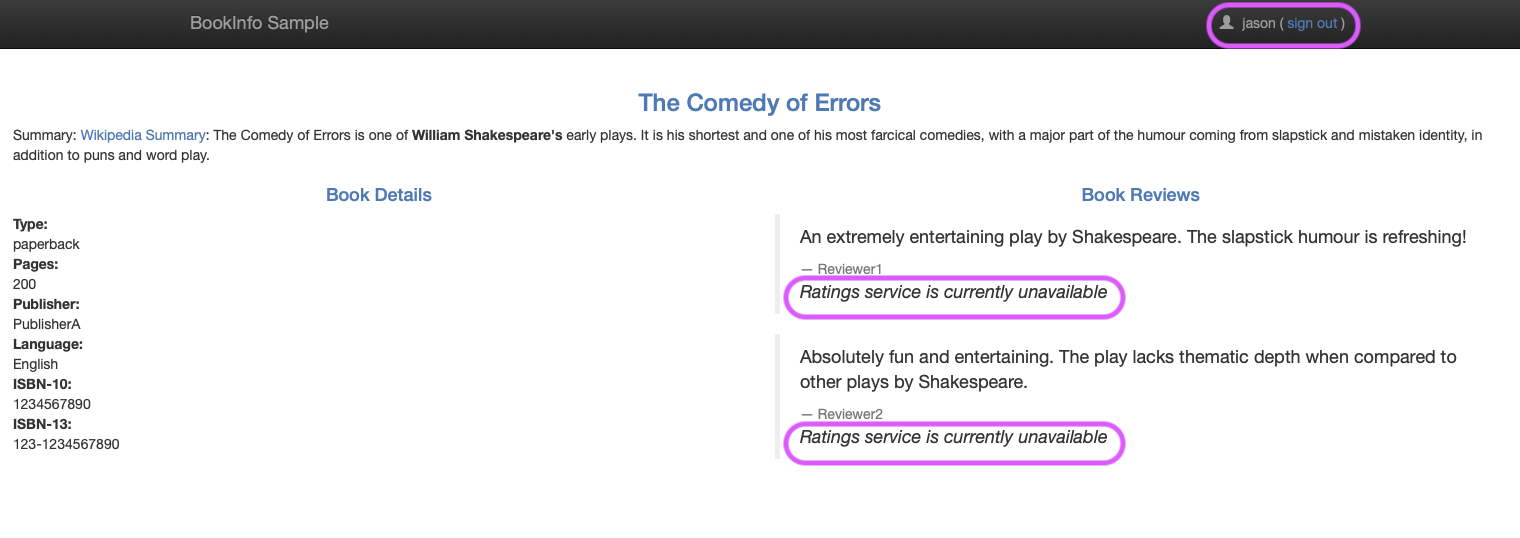 BookInfo Sample
jason ( sign out )
The Comedy of Errors
Summary: Wikipedia Summary: The Comedy of Errors is one of William Shakespeare's early plays. It is his shortest and one of his most farcical comedies, with a major part of the humour coming from slapstick and mistaken identity, in
addition to puns and word play.
Book Details
Type:
paperback
Pages:
200
Publisher:
PublisherA
Language:
English
ISBN-10:
1234567890
ISBN-13:
123-1234567890
Book Reviews
An extremely entertaining play by Shakespeare. The slapstick humour is refreshing!
— Reviewer1
Ratings service is currently unavailable
Absolutely fun and entertaining. The play lacks thematic depth when compared to
other plays by Shakespeare.
— Reviewer2
Ratings service is currently unavailable